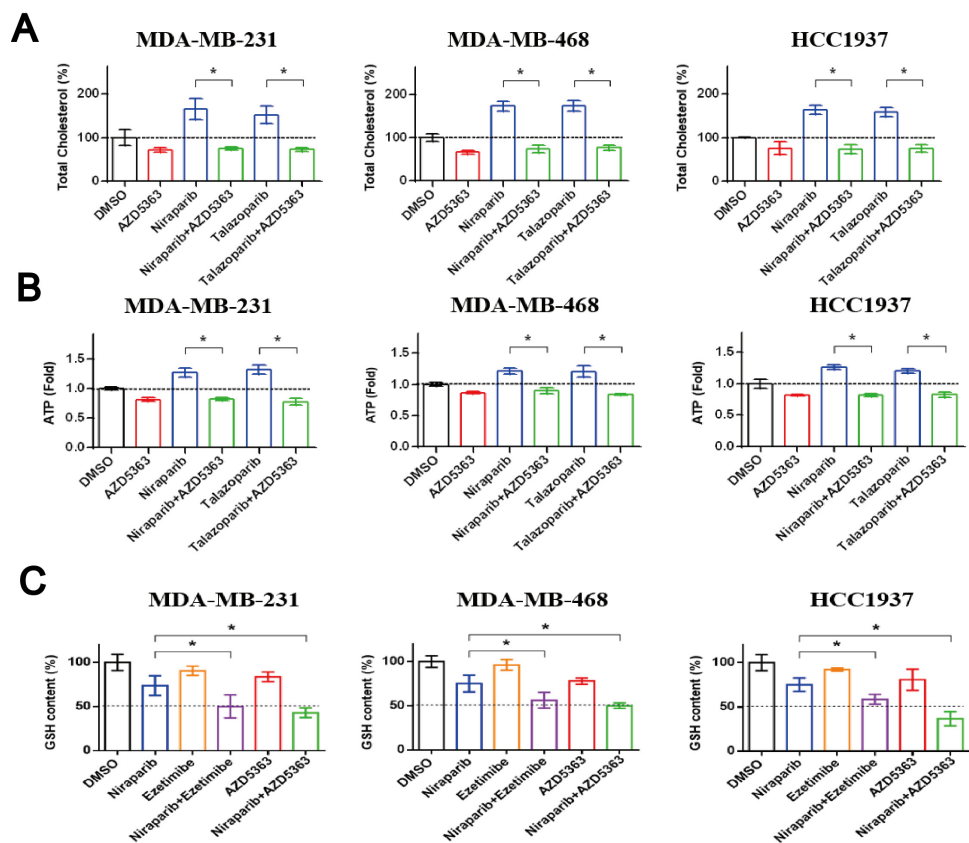 A
MDA-MB-231
MDA-MB-468
HCC1937
Total Cholesterol (%)
200
100
0
*
*
DMSO
AZD5363
Niraparib
Niraparib+AZD5363
Talazoparib
Talazoparib+AZD5363
Total Cholesterol (%)
200
100
0
*
*
DMSO
AZD5363
Niraparib
Niraparib+AZD5363
Talazoparib
Talazoparib+AZD5363
Total Cholesterol (%)
200
100
0
*
*
DMSO
AZD5363
Niraparib
Niraparib+AZD5363
Talazoparib
Talazoparib+AZD5363
B
MDA-MB-231
MDA-MB-468
HCC1937
ATP (Fold)
1.5
1.0
0.5
0.0
*
*
DMSO
AZD5363
Niraparib
Niraparib+AZD5363
Talazoparib
Talazoparib+AZD5363
ATP (Fold)
1.5
1.0
0.5
0.0
*
*
DMSO
AZD5363
Niraparib
Niraparib+AZD5363
Talazoparib
Talazoparib+AZD5363
ATP (Fold)
1.5
1.0
0.5
0.0
*
*
DMSO
AZD5363
Niraparib
Niraparib+AZD5363
Talazoparib
Talazoparib+AZD5363
C
MDA-MB-231
MDA-MB-468
HCC1937
GSH content (%)
100
50
0
*
*
DMSO
Niraparib
Ezetimibe
Niraparib+Ezetimibe
AZD5363
Niraparib+AZD5363
GSH content (%)
100
50
0
*
*
DMSO
Niraparib
Ezetimibe
Niraparib+Ezetimibe
AZD5363
Niraparib+AZD5363
GSH content (%)
100
50
0
*
*
DMSO
Niraparib
Ezetimibe
Niraparib+Ezetimibe
AZD5363
Niraparib+AZD5363